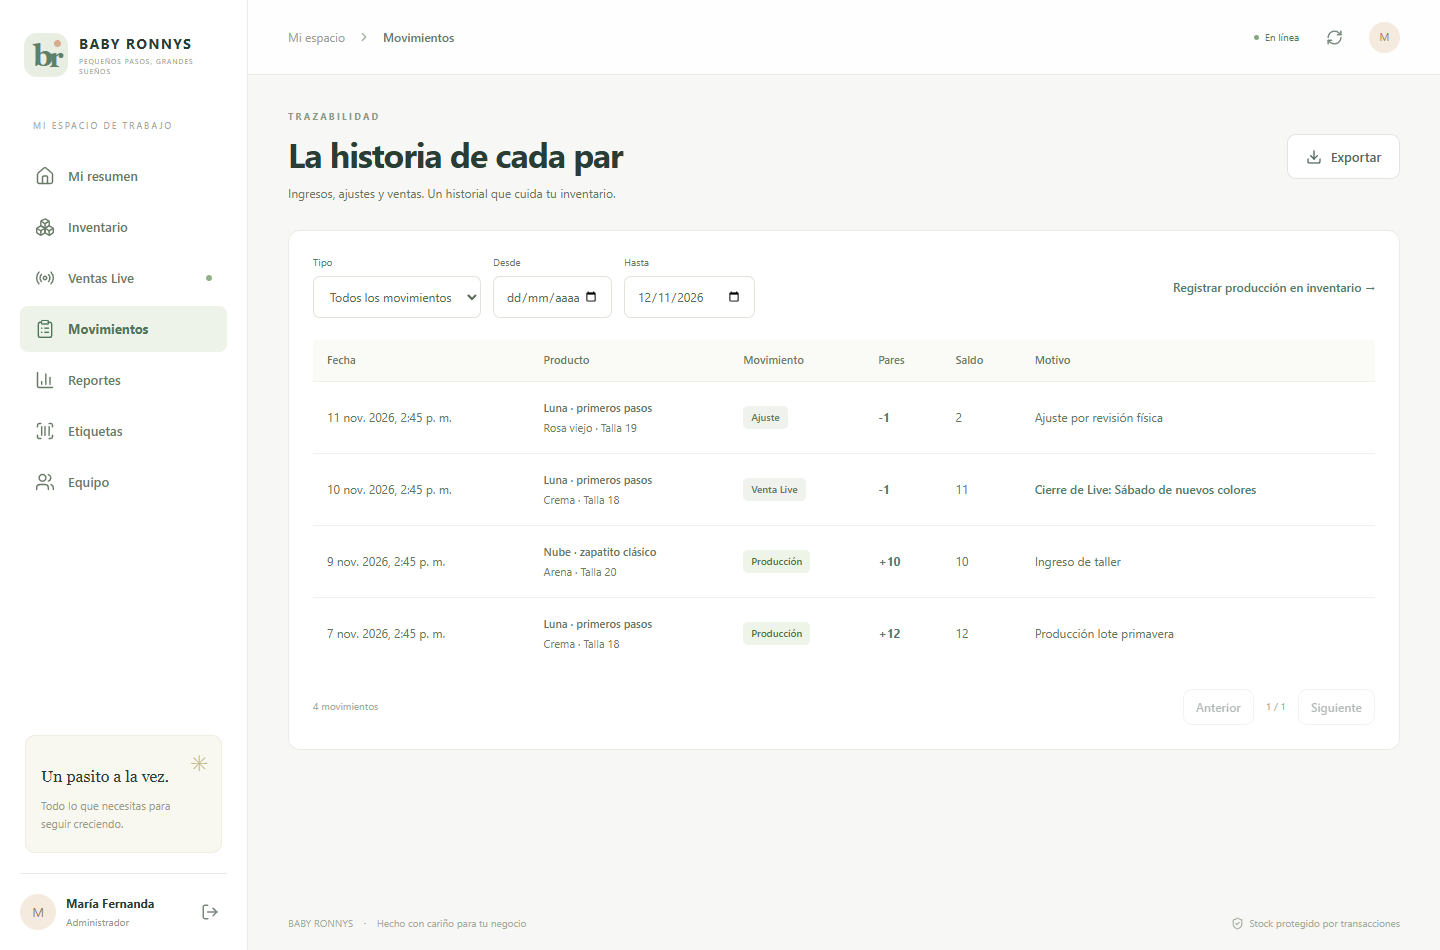 br
BABY RONNYS
PEQUEÑOS PASOS, GRANDES
SUEÑOS
MI ESPACIO DE TRABAJO
Mi resumen
Inventario
Ventas Live
Movimientos
Reportes
Etiquetas
Equipo
Un pasito a la vez.
Todo lo que necesitas para
seguir creciendo.
M
María Fernanda
Administrador
Mi espacio
Movimientos
En línea
M
TRAZABILIDAD
La historia de cada par
Ingresos, ajustes y ventas. Un historial que cuida tu inventario.
Exportar
Tipo
Desde
Hasta
Todos los movimientos
dd/mm/aaaa
12/11/2026
Registrar producción en inventario →
Fecha Producto Movimiento Pares Saldo Motivo
11 nov. 2026, 2:45 p. m. Luna · primeros pasos Ajuste -1 2 Ajuste por revisión física
Rosa viejo · Talla 19
10 nov. 2026, 2:45 p. m. Luna · primeros pasos Venta Live -1 11 Cierre de Live: Sábado de nuevos colores
Crema · Talla 18
9 nov. 2026, 2:45 p. m. Nube · zapatito clásico Producción +10 10 Ingreso de taller
Arena · Talla 20
7 nov. 2026, 2:45 p. m. Luna · primeros pasos Producción +12 12 Producción lote primavera
Crema · Talla 18
4 movimientos
Anterior 1 / 1 Siguiente
BABY RONNYS · Hecho con cariño para tu negocio
Stock protegido por transacciones